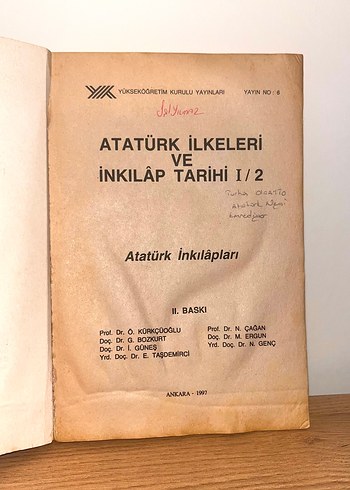 YÖK YÜKSEKÖĞRETİM KURULU YAYINLARI YAYIN NO : 8
ATATÜRK İLKELERİ
VE
İNKILÂP TARİHİ I / 2
Atatürk
Atatürk İnkılâpları
II. BASKI
Prof. Dr. Ö. KÜRKÇÜOĞLU Prof. Dr. N. ÇAĞAN
Doç. Dr. G. BOZKURT Doç. Dr. M. ERGUN
Doç. Dr. İ. GÜNEŞ Yrd. Doç. Dr. N. GENÇ
Yrd. Doç. Dr. E. TAŞDEMİRCİ
ANKARA - 1997